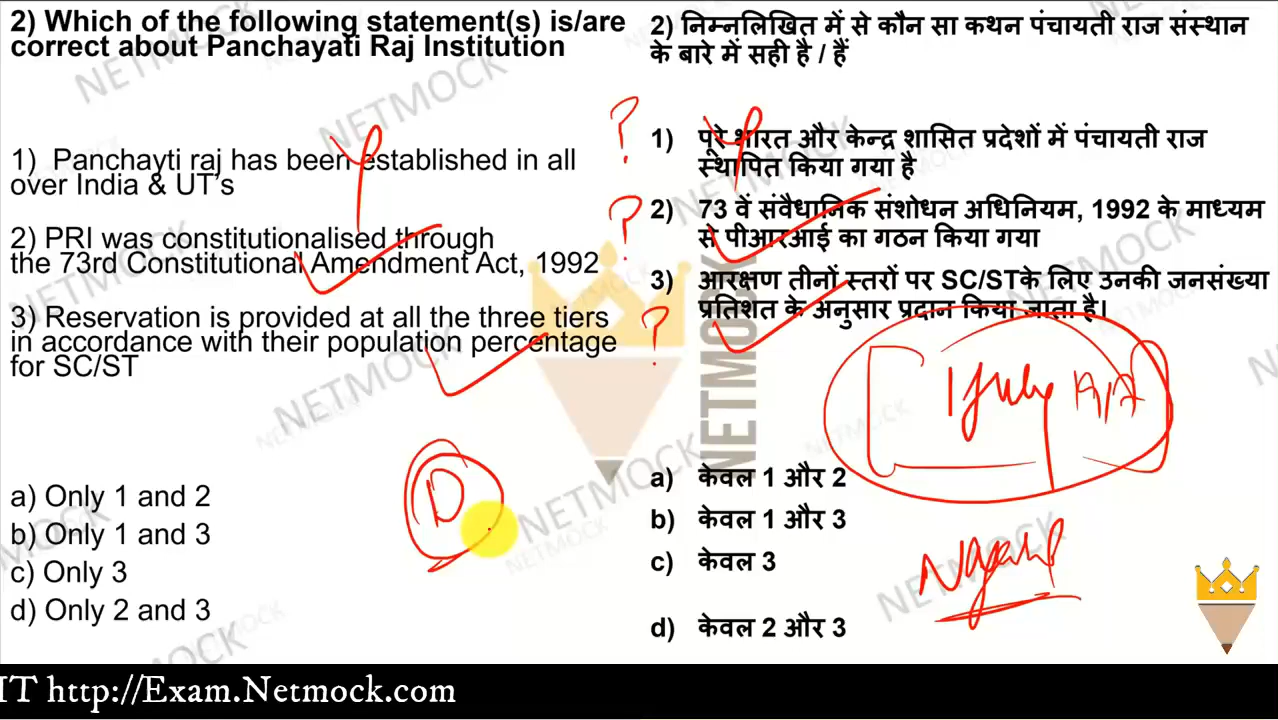 2) Which of the following statement(s) is/are
correct about Panchayati Raj Institution
1) Panchayti raj has been established in all
over India & UT's
2) PRI was constitutionalised through
the 73rd Constitutional Amendment Act, 1992
3) Reservation is provided at all the three tiers
in accordance with their population percentage
for SC/ST
a) Only 1 and 2
b) Only 1 and 3
c) Only 3
d) Only 2 and 3
?
?
?
D
2) निम्नलिखित में से कौन सा कथन पंचायती राज संस्थान
के बारे में सही है / हैं
1) पूरे भारत और केन्द्र शासित प्रदेशों में पंचायती राज
स्थापित किया गया है
2) 73 वें संवैधानिक संशोधन अधिनियम, 1992 के माध्यम
से पीआरआई का गठन किया गया
3) आरक्षण तीनों स्तरों पर SC/STके लिए उनकी जनसंख्या
प्रतिशत के अनुसार प्रदान किया जाता है।
1 July
a) केवल 1 और 2
b) केवल 1 और 3
c) केवल 3
d) केवल 2 और 3
NETMOCK
IT http://Exam.Netmock.com